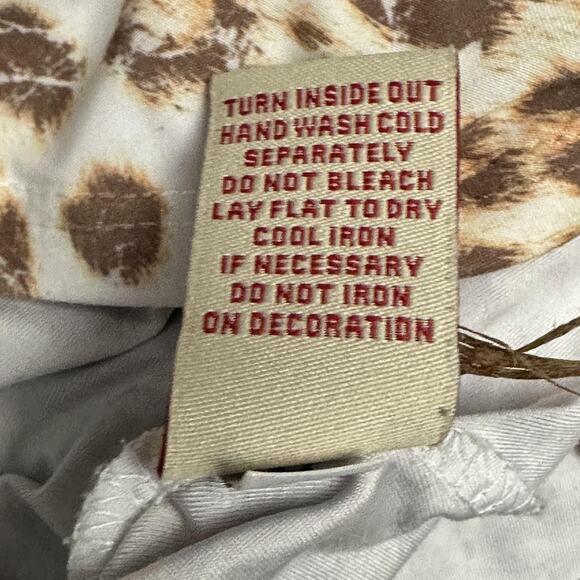 TURN INSIDE OUT
HAND WASH COLD
SEPARATELY
DO NOT BLEACH
LAY FLAT TO DRY
COOL IRON
IF NECESSARY
DO NOT IRON
ON DECORATION